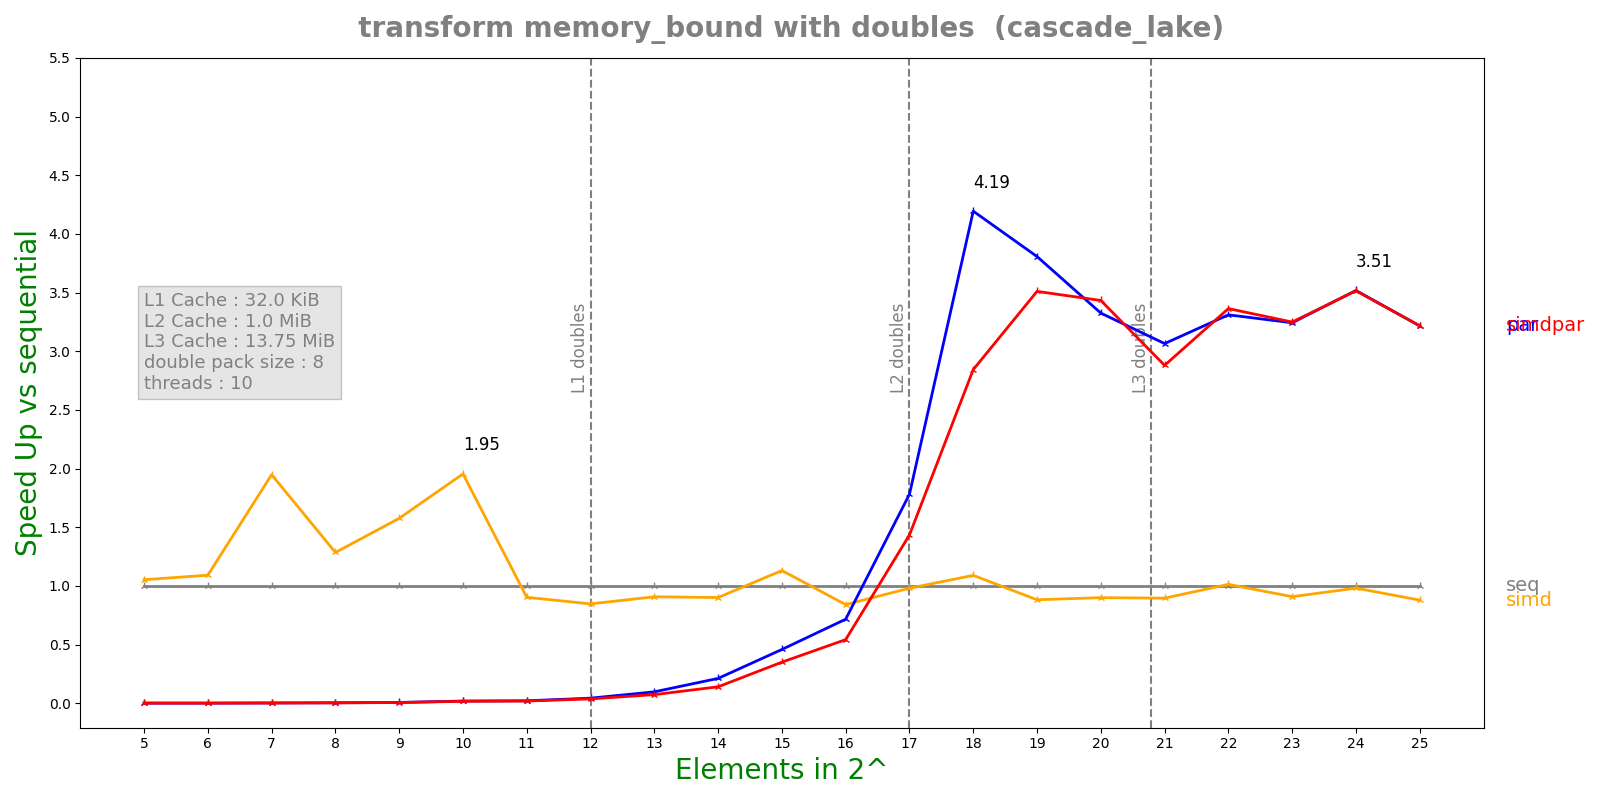 transform memory_bound with doubles (cascade_lake)
Speed Up vs sequential
5.5
5.0
4.5
4.0
3.5
3.0
2.5
2.0
1.5
1.0
0.5
0.0
L1 Cache : 32.0 KiB
L2 Cache : 1.0 MiB
L3 Cache : 13.75 MiB
double pack size : 8
threads : 10
1.95
4.19
3.51
L1 doubles
L2 doubles
L3 doubles
par
simdpar
seq
simd
5 6 7 8 9 10 11 12 13 14 15 16 17 18 19 20 21 22 23 24 25
Elements in 2^